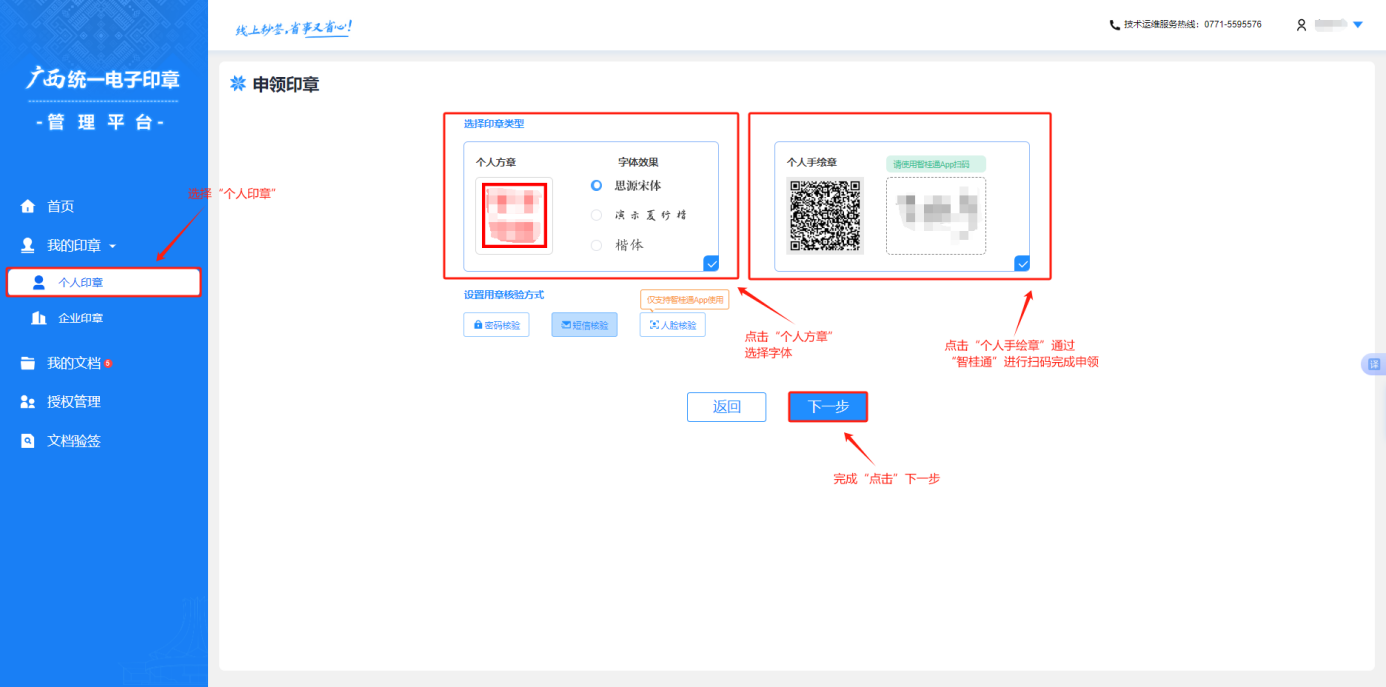 线上钞签,省事又省心!
技术运维服务热线：0771-5595576
广西统一电子印章
-管理平台-
首页
我的印章
个人印章
企业印章
我的文档 6
授权管理
文档验签
选择“个人印章”
申领印章
选择印章类型
个人方章
字体效果
思源宋体
演示夏行楷
楷体
个人手绘章
请使用智桂通App扫码
设置用章核验方式
仅支持智桂通App使用
密码核验
短信核验
人脸核验
点击“个人方章”
选择字体
点击“个人手绘章”通过
“智桂通”进行扫码完成申领
返回
下一步
完成“点击”下一步
译